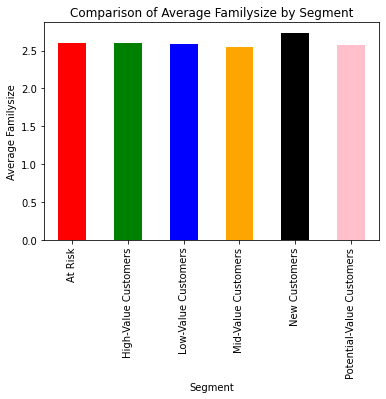 Comparison of Average Familysize by Segment
Average Familysize
2.5
2.0
1.5
1.0
0.5
0.0
At Risk
High-Value Customers
Low-Value Customers
Mid-Value Customers
New Customers
Potential-Value Customers
Segment